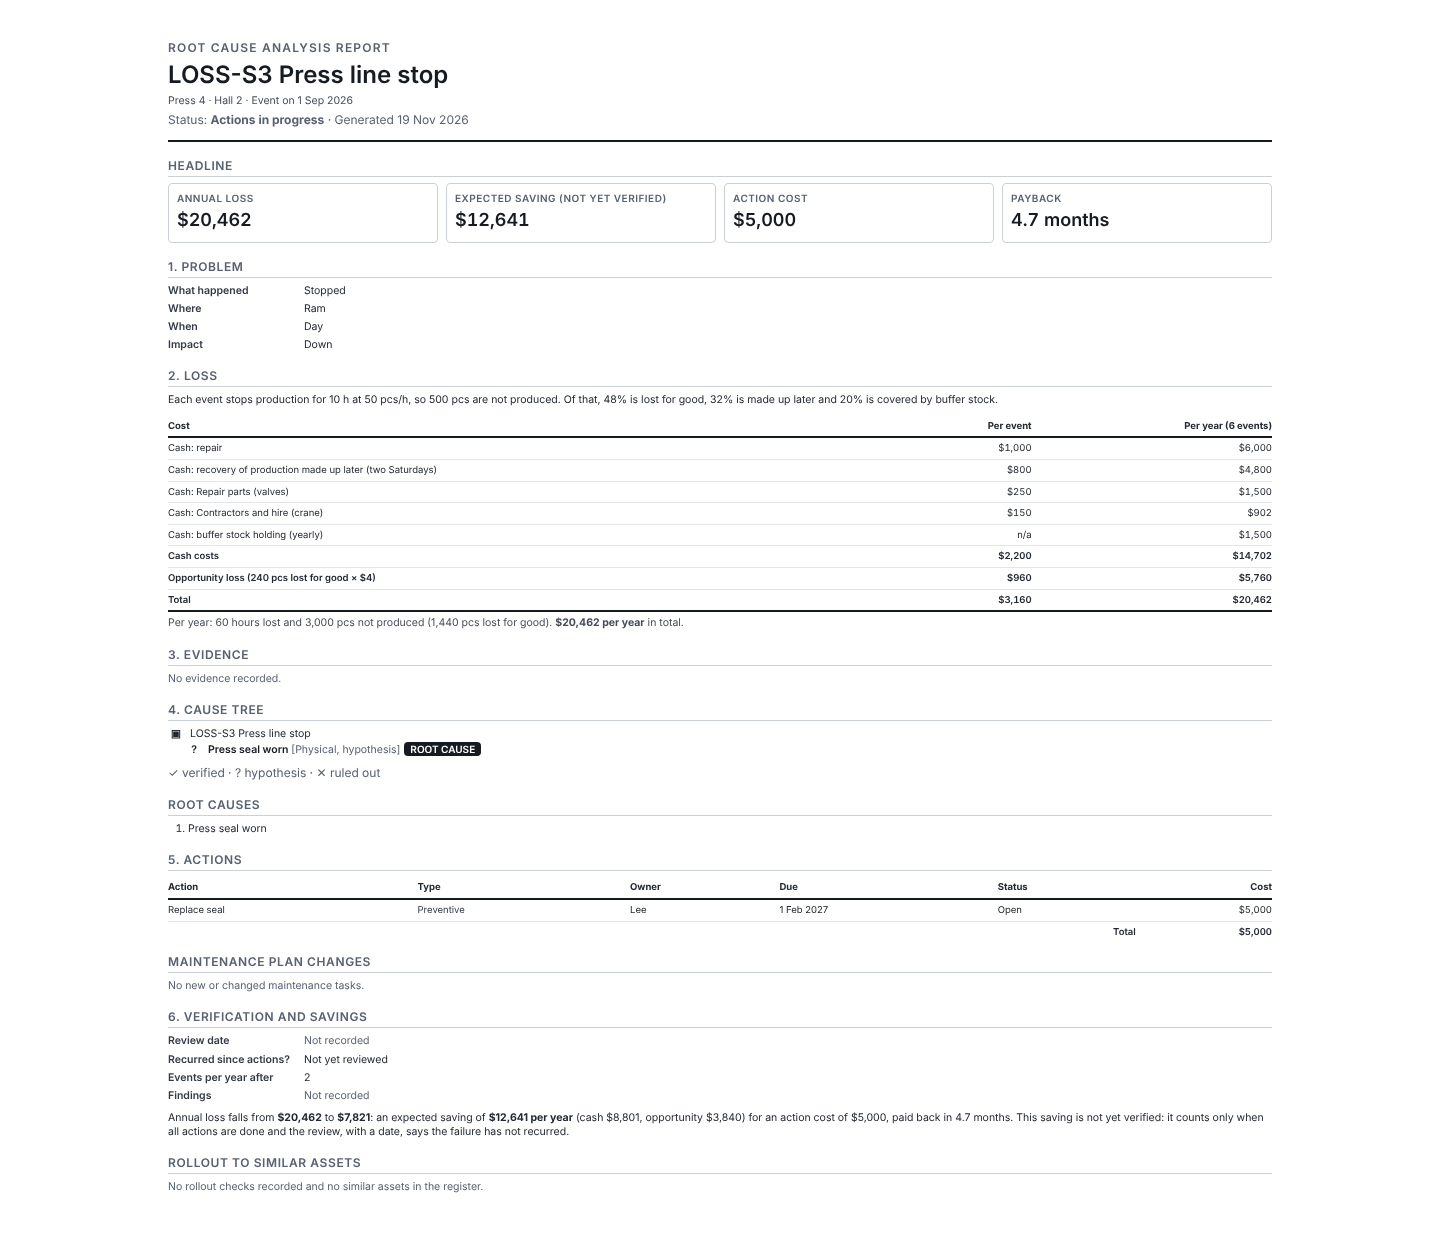 ROOT CAUSE ANALYSIS REPORT
LOSS-S3 Press line stop
Press 4 · Hall 2 · Event on 1 Sep 2026
Status: Actions in progress · Generated 19 Nov 2026
HEADLINE
ANNUAL LOSS
$20,462
EXPECTED SAVING (NOT YET VERIFIED)
$12,641
ACTION COST
$5,000
PAYBACK
4.7 months
1. PROBLEM
What happened Stopped
Where Ram
When Day
Impact Down
2. LOSS
Each event stops production for 10 h at 50 pcs/h, so 500 pcs are not produced. Of that, 48% is lost for good, 32% is made up later and 20% is covered by buffer stock.
Cost Per event Per year (6 events)
Cash: repair $1,000 $6,000
Cash: recovery of production made up later (two Saturdays) $800 $4,800
Cash: Repair parts (valves) $250 $1,500
Cash: Contractors and hire (crane) $150 $902
Cash: buffer stock holding (yearly) n/a $1,500
Cash costs $2,200 $14,702
Opportunity loss (240 pcs lost for good × $4) $960 $5,760
Total $3,160 $20,462
Per year: 60 hours lost and 3,000 pcs not produced (1,440 pcs lost for good). $20,462 per year in total.
3. EVIDENCE
No evidence recorded.
4. CAUSE TREE
▣ LOSS-S3 Press line stop
? Press seal worn [Physical, hypothesis] ROOT CAUSE
✓ verified · ? hypothesis · ✕ ruled out
ROOT CAUSES
1. Press seal worn
5. ACTIONS
Action Type Owner Due Status Cost
Replace seal Preventive Lee 1 Feb 2027 Open $5,000
Total $5,000
MAINTENANCE PLAN CHANGES
No new or changed maintenance tasks.
6. VERIFICATION AND SAVINGS
Review date Not recorded
Recurred since actions? Not yet reviewed
Events per year after 2
Findings Not recorded
Annual loss falls from $20,462 to $7,821: an expected saving of $12,641 per year (cash $8,801, opportunity $3,840) for an action cost of $5,000, paid back in 4.7 months. This saving is not yet verified: it counts only when
all actions are done and the review, with a date, says the failure has not recurred.
ROLLOUT TO SIMILAR ASSETS
No rollout checks recorded and no similar assets in the register.